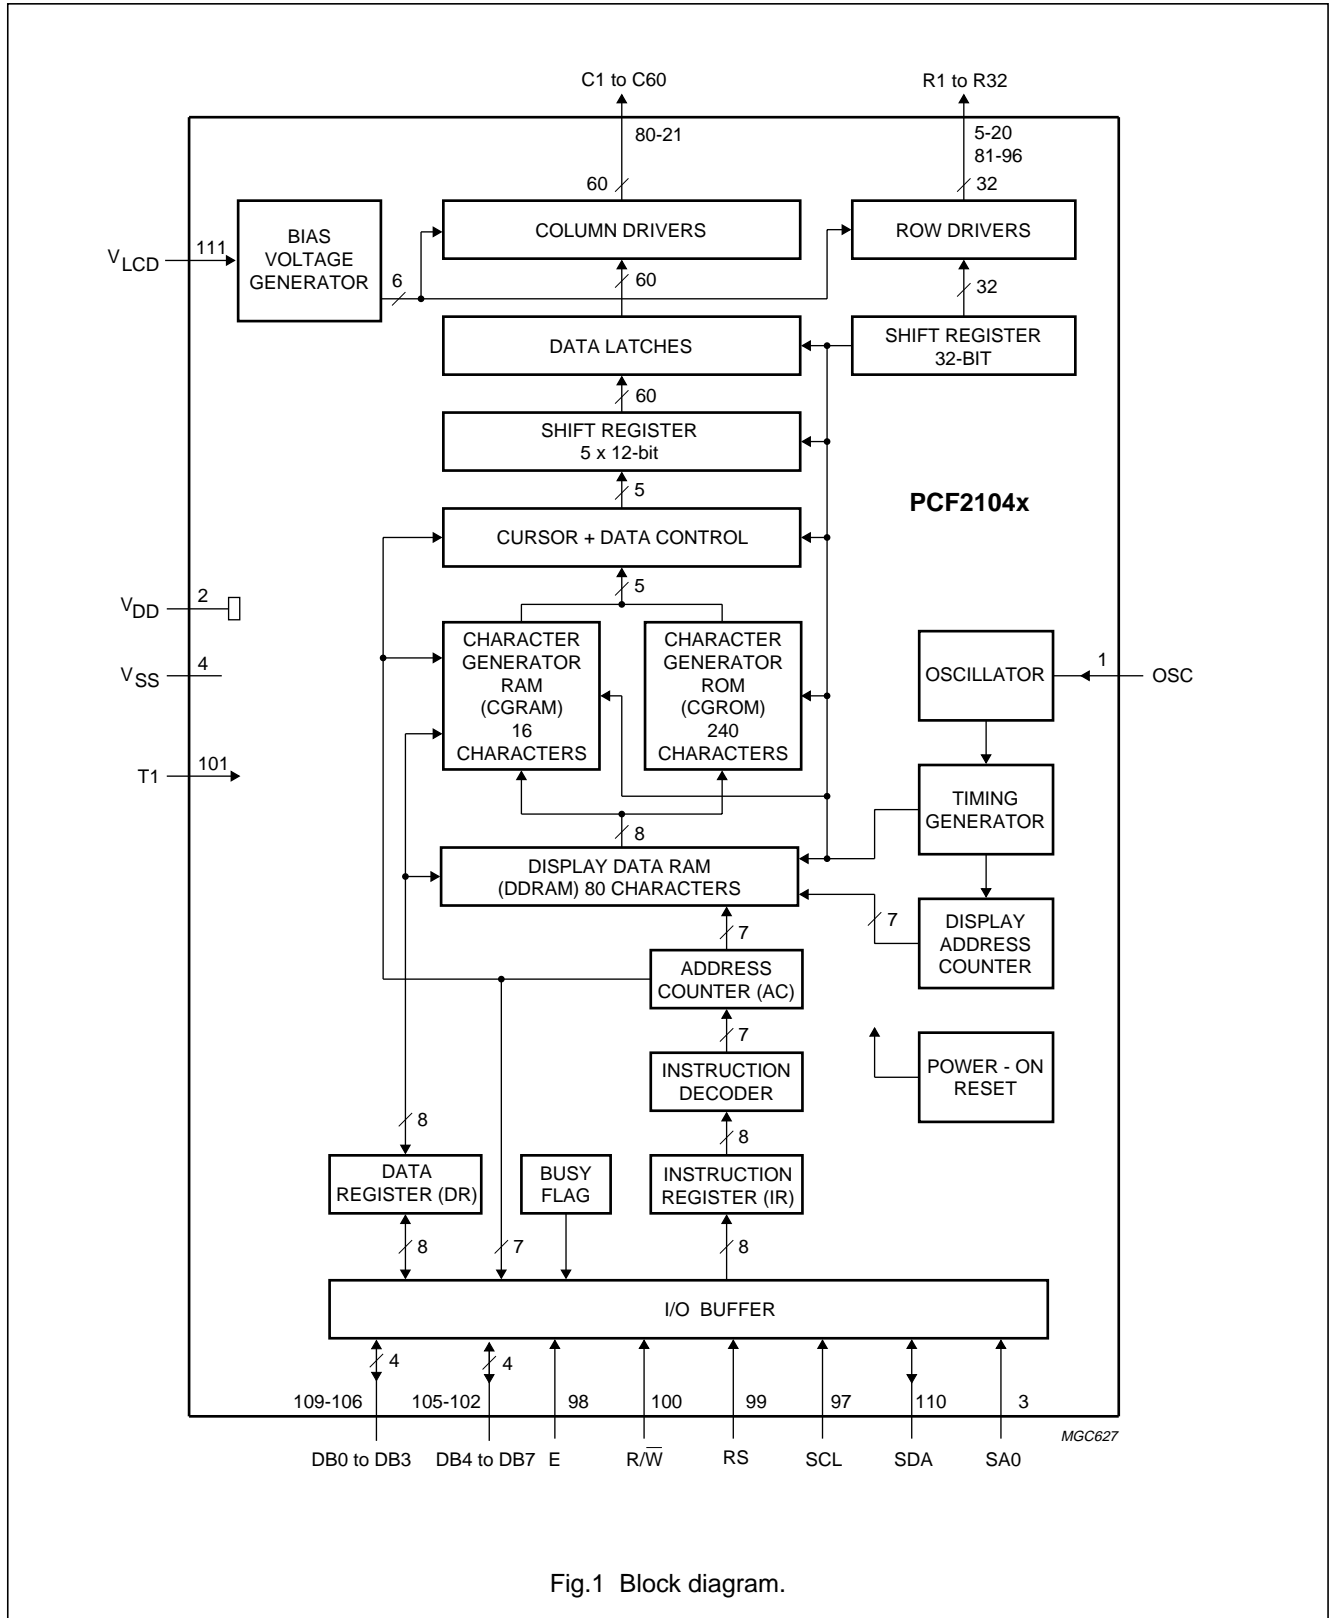 C1 to C60
R1 to R32
80-21
5-20
81-96
60
32
BIAS
VOLTAGE
GENERATOR
COLUMN DRIVERS
ROW DRIVERS
VLCD
111
6
60
32
DATA LATCHES
SHIFT REGISTER
32-BIT
60
SHIFT REGISTER
5 x 12-bit
5
PCF2104x
CURSOR + DATA CONTROL
5
VDD
2
CHARACTER
GENERATOR
RAM
(CGRAM)
16
CHARACTERS
CHARACTER
GENERATOR
ROM
(CGROM)
240
CHARACTERS
VSS
4
OSCILLATOR
1
OSC
T1
101
TIMING
GENERATOR
8
DISPLAY DATA RAM
(DDRAM) 80 CHARACTERS
7
DISPLAY
ADDRESS
COUNTER
7
ADDRESS
COUNTER (AC)
7
INSTRUCTION
DECODER
POWER - ON
RESET
8
8
DATA
REGISTER (DR)
BUSY
FLAG
INSTRUCTION
REGISTER (IR)
8
7
8
I/O BUFFER
4
4
109-106
105-102
98
100
99
97
110
3
MGC627
DB0 to DB3
DB4 to DB7
E
R/W̅
RS
SCL
SDA
SA0
Fig.1 Block diagram.